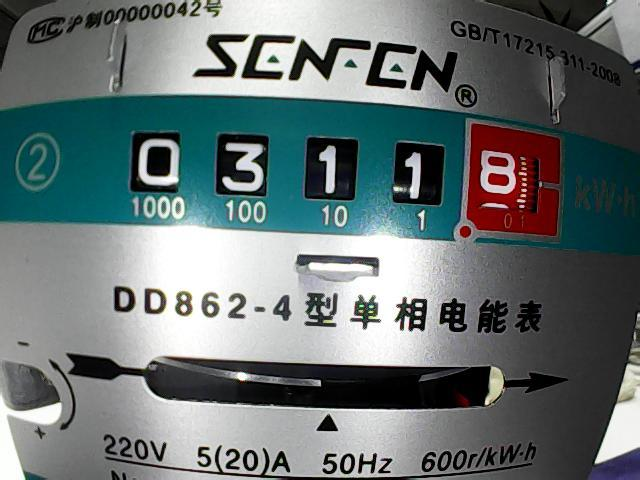 MC 沪制00000042号
GB/T17215.311-2008
SENFEN®
② 0 3 1 1 8 kW·h
1000 100 10 1 0.1
DD862-4型单相电能表
-
+
220V 5(20)A 50Hz 600r/kW·h